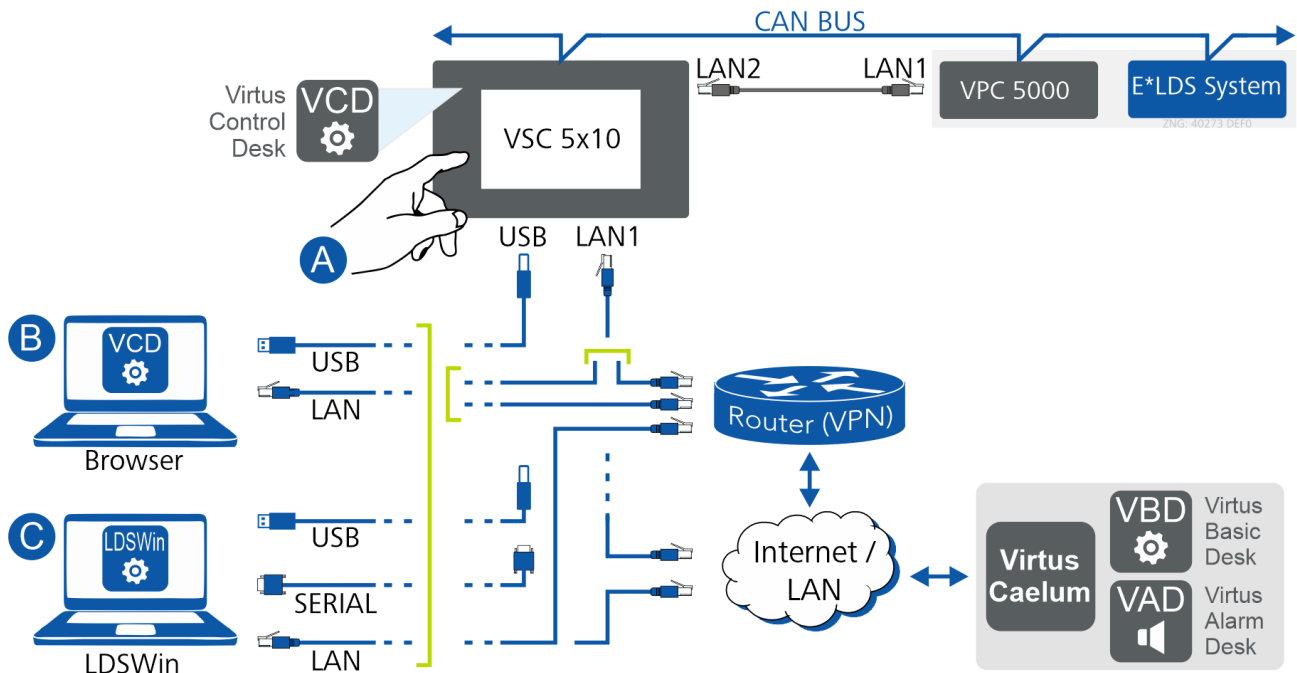 CAN BUS
Virtus
Control
Desk
VCD
VSC 5x10
LAN2
LAN1
VPC 5000
E*LDS System
ZNG: 40273 DEF0
A
USB
LAN1
B
VCD
USB
LAN
Browser
Router (VPN)
C
LDSWin
USB
SERIAL
LAN
LDSWin
Internet /
LAN
Virtus
Caelum
VBD
Virtus
Basic
Desk
VAD
Virtus
Alarm
Desk